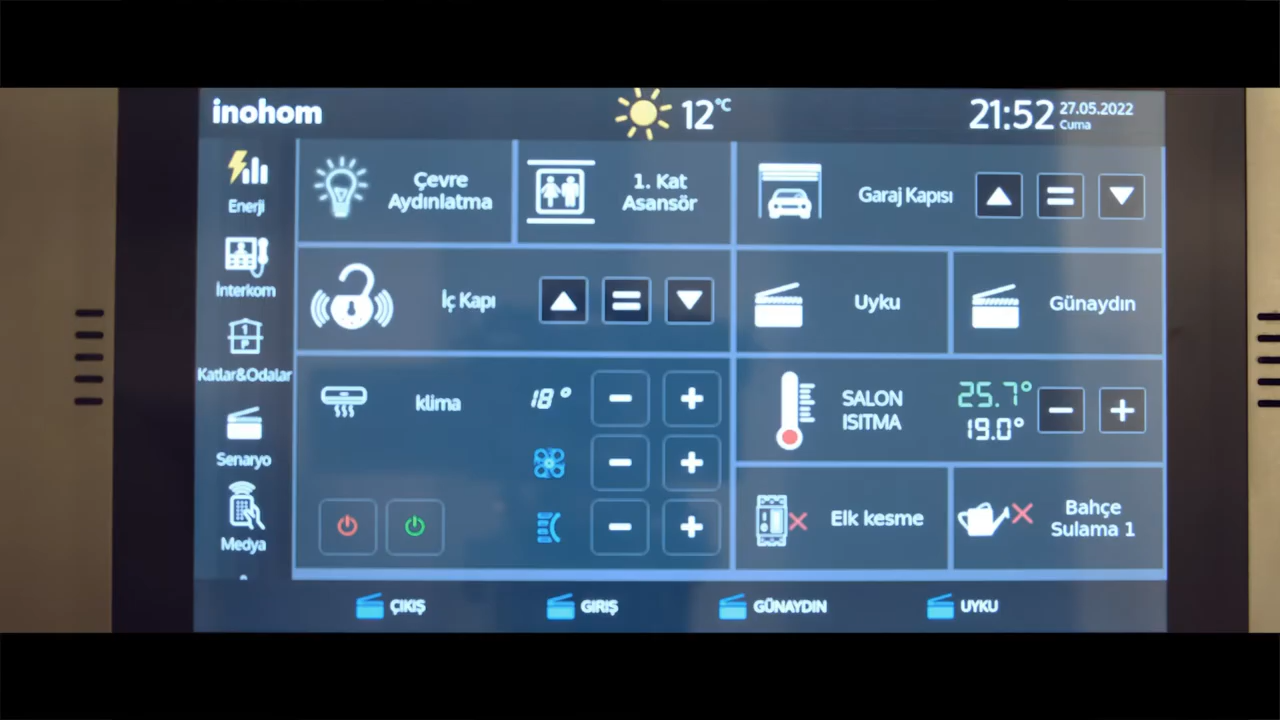 inohom
12°C
21:52
27.05.2022
Cuma
Enerji
İnterkom
1
P
Katlar&Odalar
Senaryo
Medya
Çevre
Aydınlatma
1. Kat
Asansör
Garaj Kapısı
İç Kapı
Uyku
Günaydın
klima
18°
SALON
ISITMA
25.7°
19.0°
Elk kesme
Bahçe
Sulama 1
ÇIKIŞ
GIRIŞ
GÜNAYDIN
UYKU